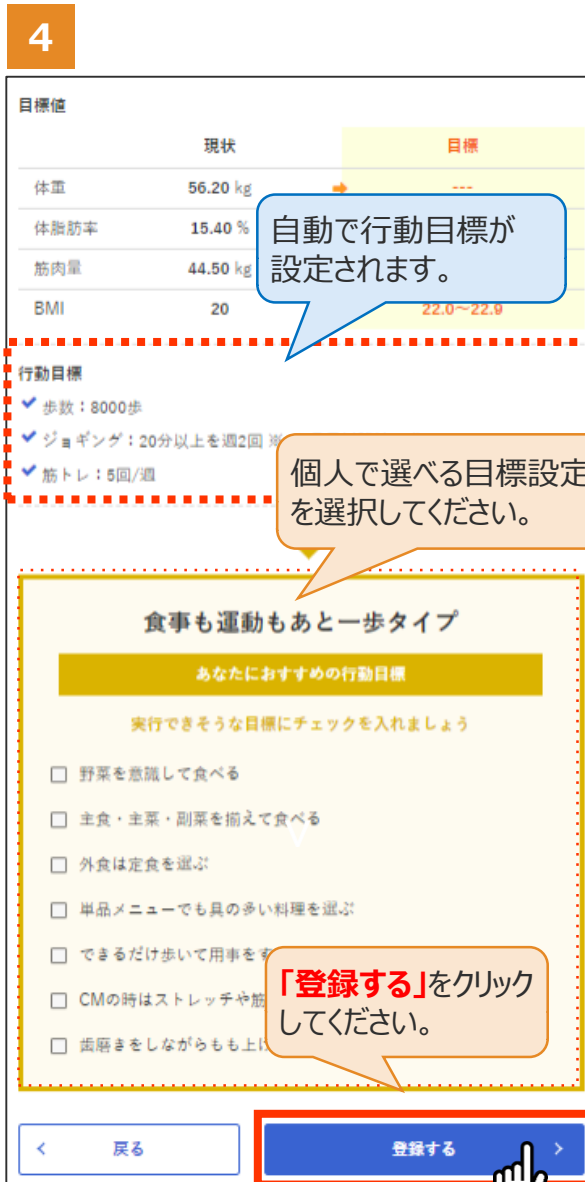 4
目標値
現状 目標
体重 56.20 kg ➡ ---
体脂肪率 15.40 %
筋肉量 44.50 kg
BMI 20 22.0～22.9
自動で行動目標が
設定されます。
行動目標
歩数：8000歩
ジョギング：20分以上を週2回 ※
筋トレ：5回/週
個人で選べる目標設定
を選択してください。
食事も運動もあと一歩タイプ
あなたにおすすめの行動目標
実行できそうな目標にチェックを入れましょう
野菜を意識して食べる
主食・主菜・副菜を揃えて食べる
外食は定食を選ぶ
単品メニューでも具の多い料理を選ぶ
できるだけ歩いて用事をす
CMの時はストレッチや筋
歯磨きをしながらもも上げ
「登録する」をクリック
してください。
< 戻る
登録する >